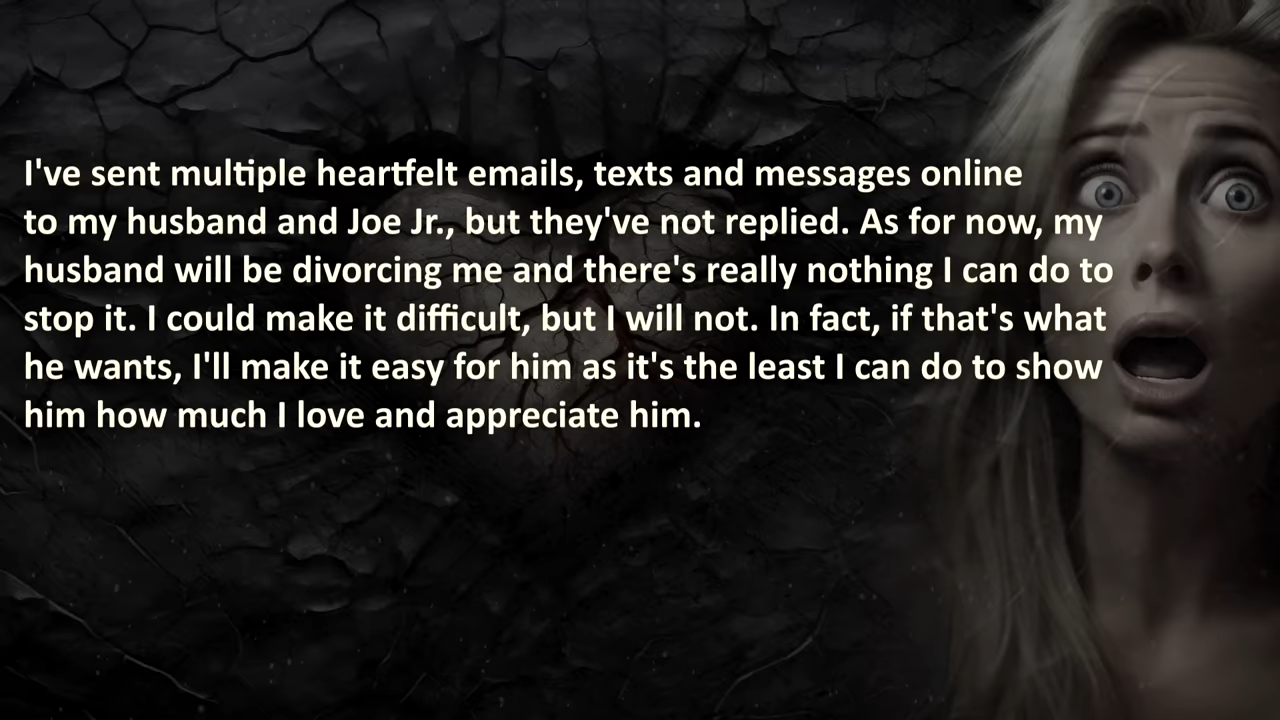 I've sent multiple heartfelt emails, texts and messages online
to my husband and Joe Jr., but they've not replied. As for now, my
husband will be divorcing me and there's really nothing I can do to
stop it. I could make it difficult, but I will not. In fact, if that's what
he wants, I'll make it easy for him as it's the least I can do to show
him how much I love and appreciate him.